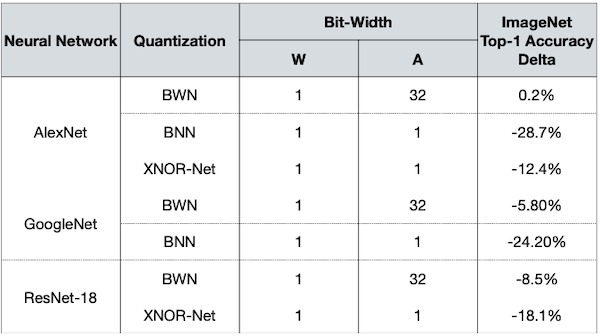 Neural Network Quantization Bit-Width ImageNet Top-1 Accuracy Delta
W A
AlexNet BWN 1 32 0.2%
BNN 1 1 -28.7%
XNOR-Net 1 1 -12.4%
GoogleNet BWN 1 32 -5.80%
BNN 1 1 -24.20%
ResNet-18 BWN 1 32 -8.5%
XNOR-Net 1 1 -18.1%